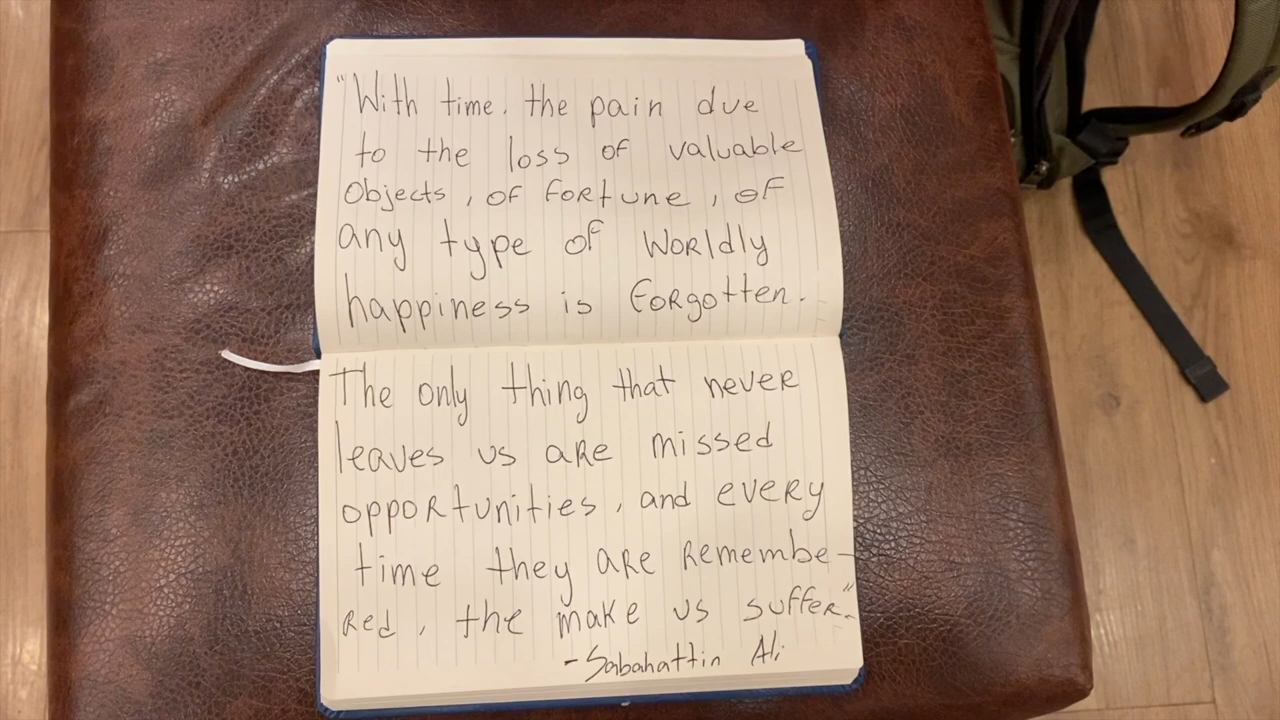 "With time. the pain due
to the loss of valuable
objects, of fortune, of
any type of worldly
happiness is forgotten.
The only thing that never
leaves us are missed
opportunities, and every
time they are remembe-
red, the make us suffer."
- Sabahattin Ali